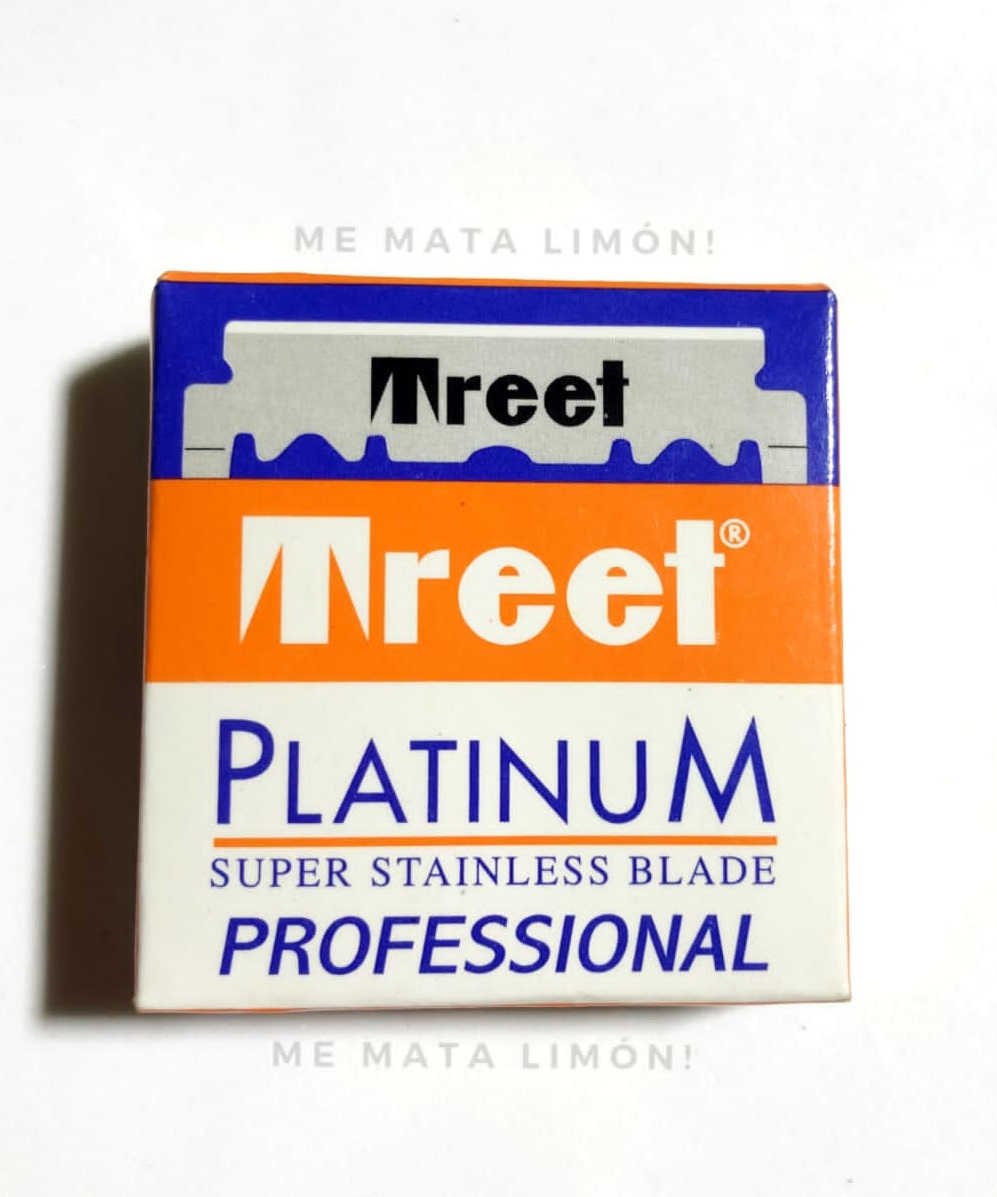 ME MATA LIMÓN!
Treet
Treet®
PLATINUM
SUPER STAINLESS BLADE
PROFESSIONAL
ME MATA LIMÓN!